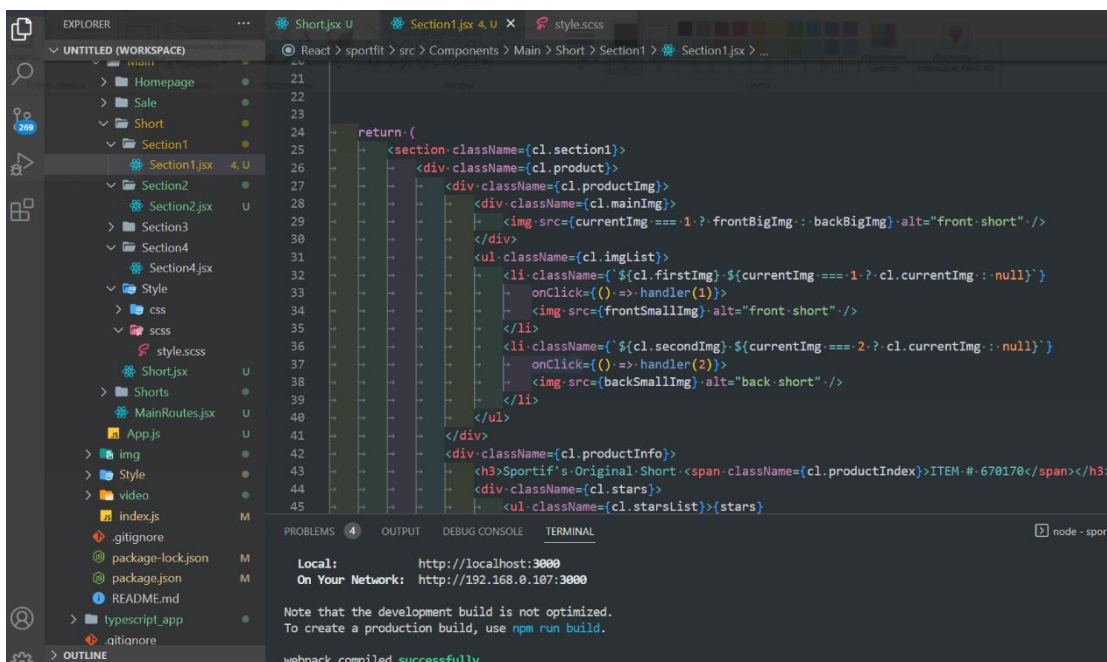 EXPLORER
Short.jsx U
Section1.jsx 4, U
style.scss
UNTITLED (WORKSPACE)
React > sportfit > src > Components > Main > Short > Section1 > Section1.jsx > ...
Main
Homepage
Sale
Short
Section1
Section1.jsx 4, U
Section2
Section2.jsx U
Section3
Section4
Section4.jsx
Style
css
scss
style.scss
Short.jsx U
Shorts
MainRoutes.jsx U
App.js U
img
Style
video
index.js M
.gitignore
package-lock.json M
package.json M
README.md
typescript_app
.gitignore
OUTLINE
269
21
22
23
24 return (
25 <section className={cl.section1}>
26 <div className={cl.product}>
27 <div className={cl.productImg}>
28 <div className={cl.mainImg}>
29 <img src={currentImg === 1 ? frontBigImg : backBigImg} alt="front short" />
30 </div>
31 <ul className={cl.imgList}>
32 <li className={`${cl.firstImg} ${currentImg === 1 ? cl.currentImg : null}`}
33 onClick={() => handler(1)}>
34 <img src={frontSmallImg} alt="front short" />
35 </li>
36 <li className={`${cl.secondImg} ${currentImg === 2 ? cl.currentImg : null}`}
37 onClick={() => handler(2)}>
38 <img src={backSmallImg} alt="back short" />
39 </li>
40 </ul>
41 </div>
42 <div className={cl.productInfo}>
43 <h3>Sportif's Original Short <span className={cl.productIndex}>ITEM # 670170</span></h3>
44 <div className={cl.stars}>
45 <ul className={cl.starsList}>{stars}
PROBLEMS 4 OUTPUT DEBUG CONSOLE TERMINAL
node - spor
Local: http://localhost:3000
On Your Network: http://192.168.0.107:3000
Note that the development build is not optimized.
To create a production build, use npm run build.
webpack compiled successfully